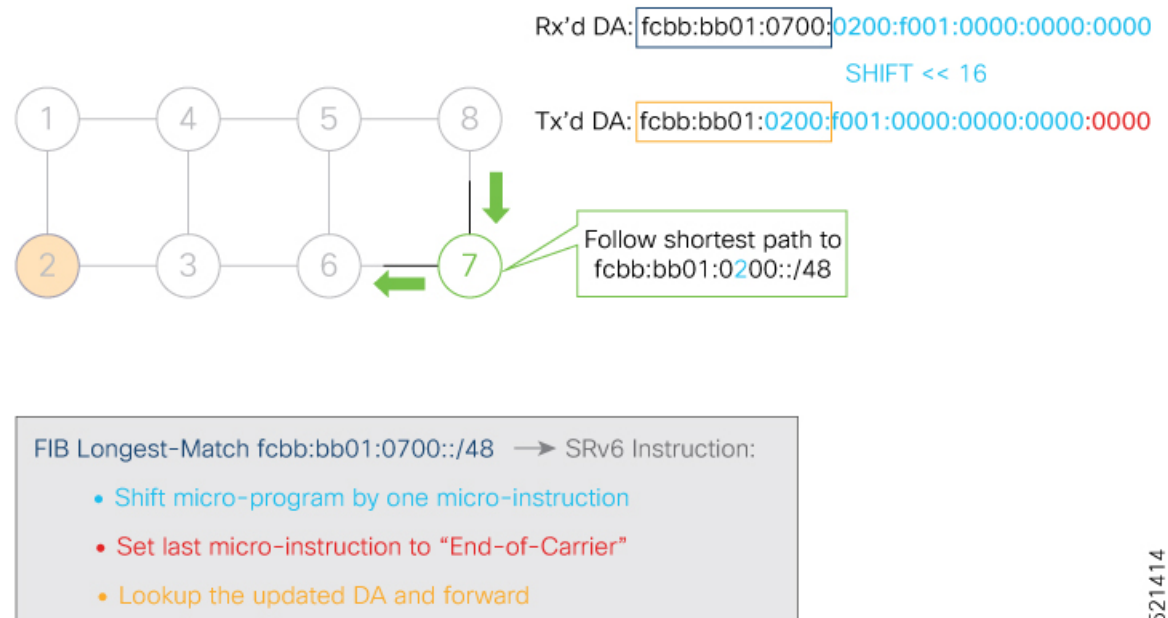 Rx'd DA: fcbb:bb01:0700:0200:f001:0000:0000:0000
SHIFT << 16
Tx'd DA: fcbb:bb01:0200:f001:0000:0000:0000:0000
1
4
5
8
2
3
6
7
Follow shortest path to
fcbb:bb01:0200::/48
FIB Longest-Match fcbb:bb01:0700::/48 → SRv6 Instruction:
• Shift micro-program by one micro-instruction
• Set last micro-instruction to “End-of-Carrier”
• Lookup the updated DA and forward
521414